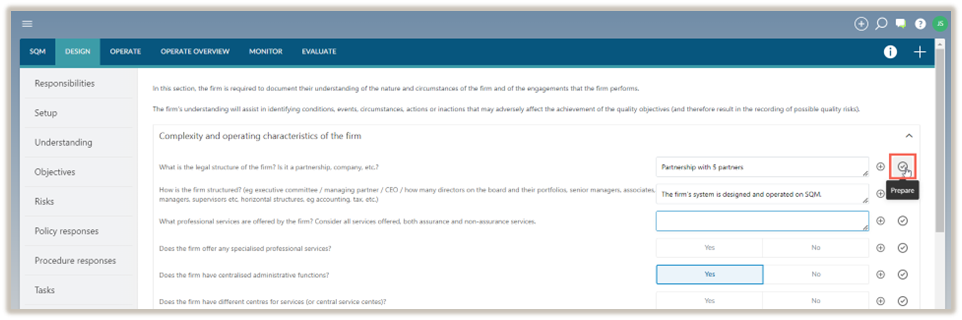 JS
SQM DESIGN OPERATE OPERATE OVERVIEW MONITOR EVALUATE
Responsibilities
Setup
Understanding
Objectives
Risks
Policy responses
Procedure responses
Tasks
In this section, the firm is required to document their understanding of the nature and circumstances of the firm and of the engagements that the firm performs.
The firm's understanding will assist in identifying conditions, events, circumstances, actions or inactions that may adversely affect the achievement of the quality objectives (and therefore result in the recording of possible quality risks).
Complexity and operating characteristics of the firm
What is the legal structure of the firm? Is it a partnership, company, etc.? Partnership with 5 partners
Prepare
How is the firm structured? (eg executive committee / managing partner / CEO / how many directors on the board and their portfolios, senior managers, associates,
managers, supervisors etc. horizontal structures, eg accounting, tax, etc.) The firm's system is designed and operated on SQM.
What professional services are offered by the firm? Consider all services offered, both assurance and non-assurance services.
Does the firm offer any specialised professional services? Yes No
Does the firm have centralised administrative functions? Yes No
Does the firm have different centres for services (or central service centes)? Yes No